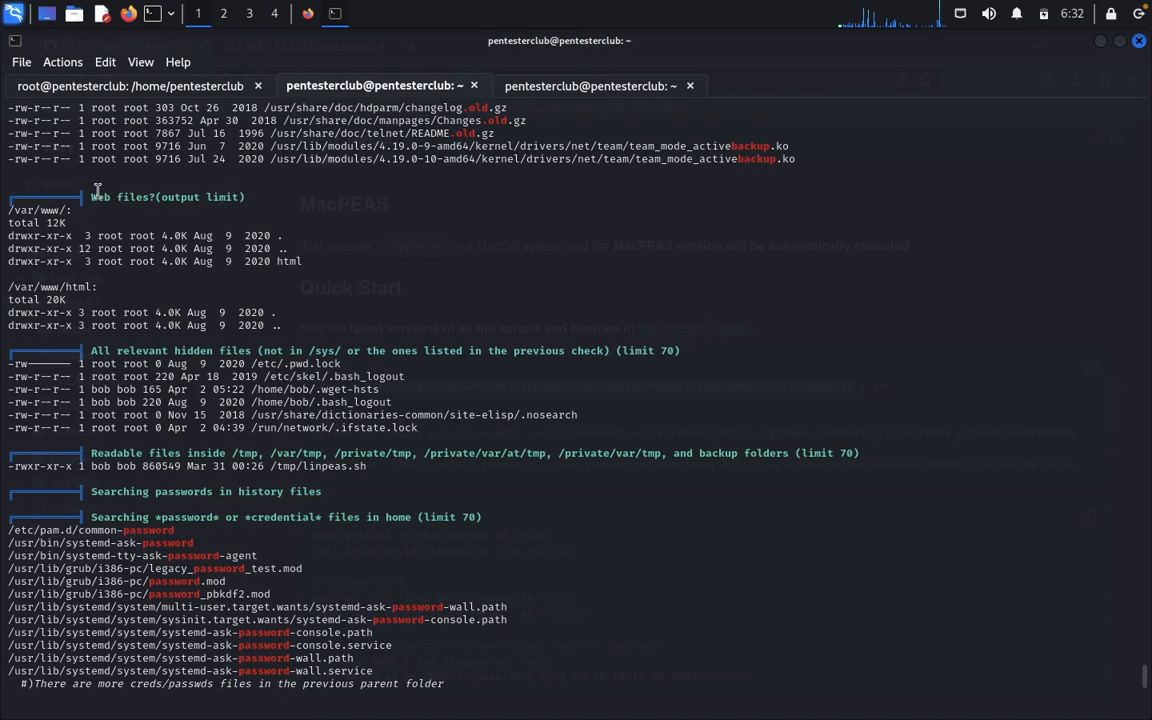 1 2 3 4 6:32
pentesterclub@pentesterclub: ~
File Actions Edit View Help
root@pentesterclub: /home/pentesterclub × pentesterclub@pentesterclub: ~ × pentesterclub@pentesterclub: ~ ×
-rw-r--r-- 1 root root 303 Oct 26 2018 /usr/share/doc/hdparm/changelog.old.gz
-rw-r--r-- 1 root root 363752 Apr 30 2018 /usr/share/doc/manpages/Changes.old.gz
-rw-r--r-- 1 root root 7867 Jul 16 1996 /usr/share/doc/telnet/README.old.gz
-rw-r--r-- 1 root root 9716 Jun 7 2020 /usr/lib/modules/4.19.0-9-amd64/kernel/drivers/net/team/team_mode_activebackup.ko
-rw-r--r-- 1 root root 9716 Jul 24 2020 /usr/lib/modules/4.19.0-10-amd64/kernel/drivers/net/team/team_mode_activebackup.ko
Web files?(output limit)
/var/www/:
total 12K
drwxr-xr-x 3 root root 4.0K Aug 9 2020 .
drwxr-xr-x 12 root root 4.0K Aug 9 2020 ..
drwxr-xr-x 3 root root 4.0K Aug 9 2020 html
/var/www/html:
total 20K
drwxr-xr-x 3 root root 4.0K Aug 9 2020 .
drwxr-xr-x 3 root root 4.0K Aug 9 2020 ..
All relevant hidden files (not in /sys/ or the ones listed in the previous check) (limit 70)
-rw------- 1 root root 0 Aug 9 2020 /etc/.pwd.lock
-rw-r--r-- 1 root root 220 Apr 18 2019 /etc/skel/.bash_logout
-rw-r--r-- 1 bob bob 165 Apr 2 05:22 /home/bob/.wget-hsts
-rw-r--r-- 1 bob bob 220 Aug 9 2020 /home/bob/.bash_logout
-rw-r--r-- 1 root root 0 Nov 15 2018 /usr/share/dictionaries-common/site-elisp/.nosearch
-rw-r--r-- 1 root root 0 Apr 2 04:39 /run/network/.ifstate.lock
Readable files inside /tmp, /var/tmp, /private/tmp, /private/var/at/tmp, /private/var/tmp, and backup folders (limit 70)
-rwxr-xr-x 1 bob bob 860549 Mar 31 00:26 /tmp/linpeas.sh
Searching passwords in history files
Searching *password* or *credential* files in home (limit 70)
/etc/pam.d/common-password
/usr/bin/systemd-ask-password
/usr/bin/systemd-tty-ask-password-agent
/usr/lib/grub/i386-pc/legacy_password_test.mod
/usr/lib/grub/i386-pc/password.mod
/usr/lib/grub/i386-pc/password_pbkdf2.mod
/usr/lib/systemd/system/multi-user.target.wants/systemd-ask-password-wall.path
/usr/lib/systemd/system/sysinit.target.wants/systemd-ask-password-console.path
/usr/lib/systemd/system/systemd-ask-password-console.path
/usr/lib/systemd/system/systemd-ask-password-console.service
/usr/lib/systemd/system/systemd-ask-password-wall.path
/usr/lib/systemd/system/systemd-ask-password-wall.service
#)There are more creds/passwds files in the previous parent folder
MacPEAS
Quick Start